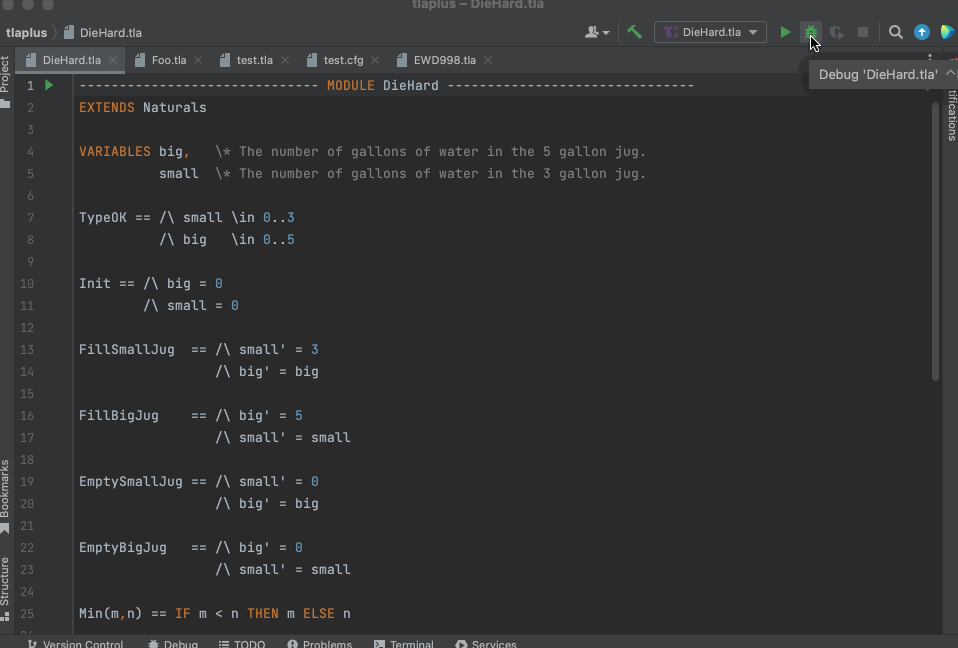 tlaplus – DieHard.tla
tlaplus DieHard.tla
DieHard.tla
DieHard.tla Foo.tla test.tla test.cfg EWD998.tla
Debug 'DieHard.tla'
Project
1 ------------------------------ MODULE DieHard -------------------------------
2 EXTENDS Naturals
3
4 VARIABLES big,   \* The number of gallons of water in the 5 gallon jug.
5           small  \* The number of gallons of water in the 3 gallon jug.
6
7 TypeOK == /\ small \in 0..3
8           /\ big   \in 0..5
9
10 Init == /\ big = 0
11         /\ small = 0
12
13 FillSmallJug  == /\ small' = 3
14                  /\ big' = big
15
16 FillBigJug    == /\ big' = 5
17                  /\ small' = small
18
19 EmptySmallJug == /\ small' = 0
20                  /\ big' = big
21
22 EmptyBigJug   == /\ big' = 0
23                  /\ small' = small
24
25 Min(m,n) == IF m < n THEN m ELSE n
Bookmarks
Structure
Version Control Debug TODO Problems Terminal Services